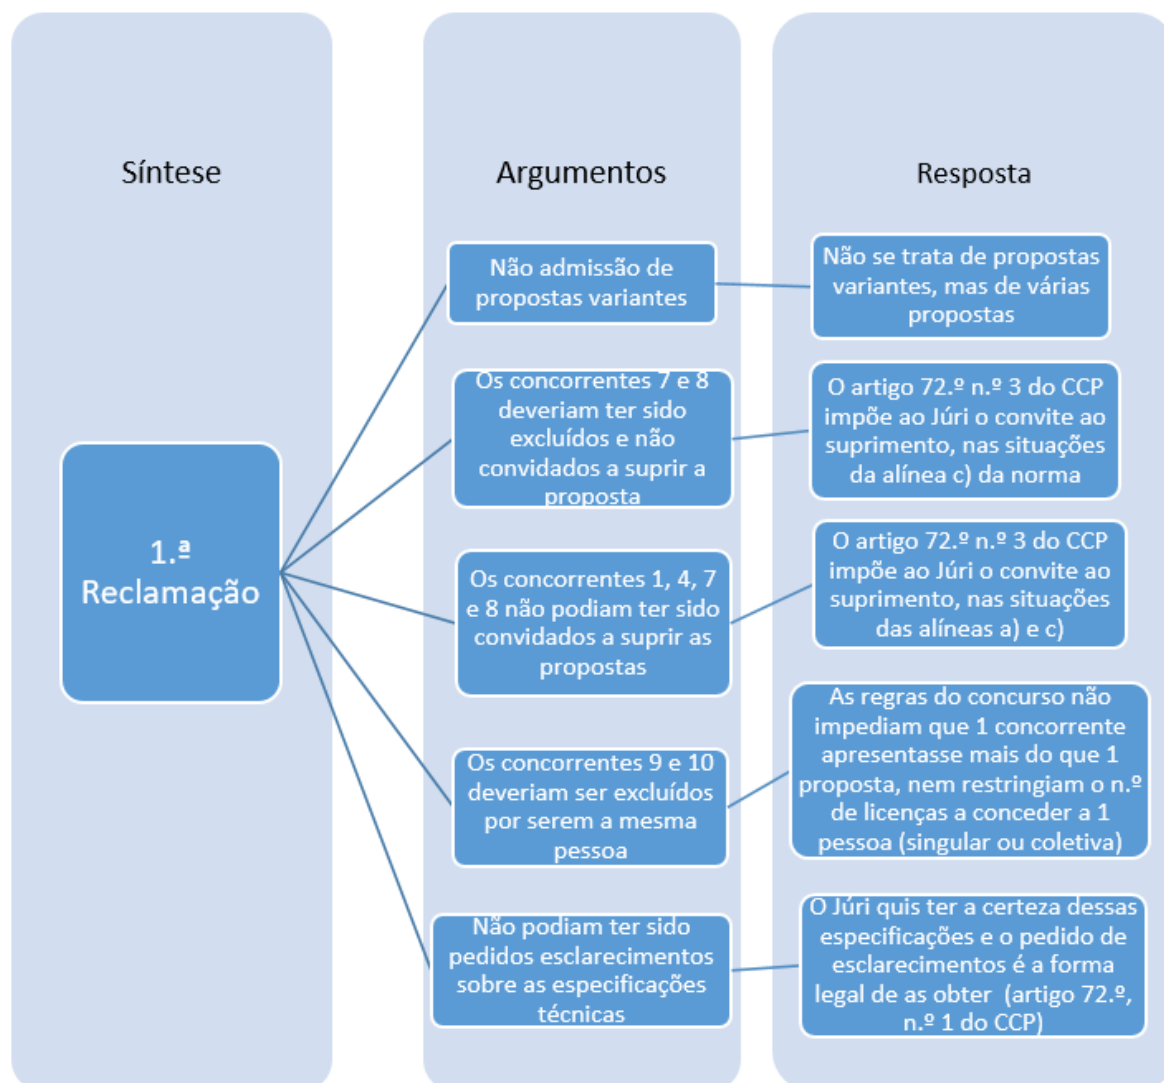 Síntese
Argumentos
Resposta
1.ª
Reclamação
Não admissão de
propostas variantes
Não se trata de propostas
variantes, mas de várias
propostas
Os concorrentes 7 e 8
deveriam ter sido
excluídos e não
convidados a suprir a
proposta
O artigo 72.º n.º 3 do CCP
impõe ao Júri o convite ao
suprimento, nas situações
da alínea c) da norma
Os concorrentes 1, 4, 7
e 8 não podiam ter sido
convidados a suprir as
propostas
O artigo 72.º n.º 3 do CCP
impõe ao Júri o convite ao
suprimento, nas situações
das alíneas a) e c)
Os concorrentes 9 e 10
deveriam ser excluídos
por serem a mesma
pessoa
As regras do concurso não
impediam que 1 concorrente
apresentasse mais do que 1
proposta, nem restringiam o n.º
de licenças a conceder a 1
pessoa (singular ou coletiva)
Não podiam ter sido
pedidos esclarecimentos
sobre as especificações
técnicas
O Júri quis ter a certeza dessas
especificações e o pedido de
esclarecimentos é a forma
legal de as obter (artigo 72.º,
n.º 1 do CCP)